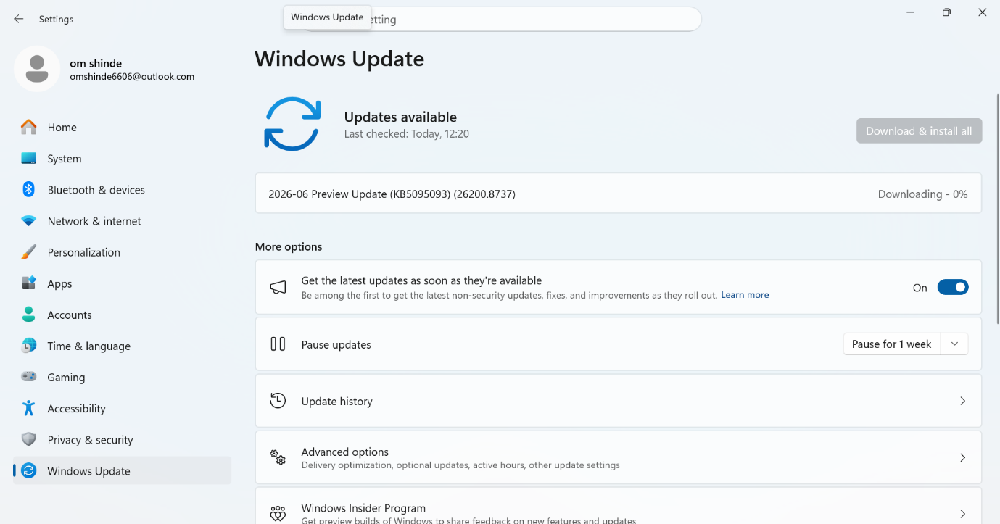 Settings
Windows Update
etting
om shinde
omshinde6606@outlook.com
Home
System
Bluetooth & devices
Network & internet
Personalization
Apps
Accounts
Time & language
Gaming
Accessibility
Privacy & security
Windows Update
Windows Update
Updates available
Last checked: Today, 12:20
Download & install all
2026-06 Preview Update (KB5095093) (26200.8737)
Downloading - 0%
More options
Get the latest updates as soon as they're available
Be among the first to get the latest non-security updates, fixes, and improvements as they roll out. Learn more
On
Pause updates
Pause for 1 week
Update history
Advanced options
Delivery optimization, optional updates, active hours, other update settings
Windows Insider Program
Get preview builds of Windows to share feedback on new features and updates